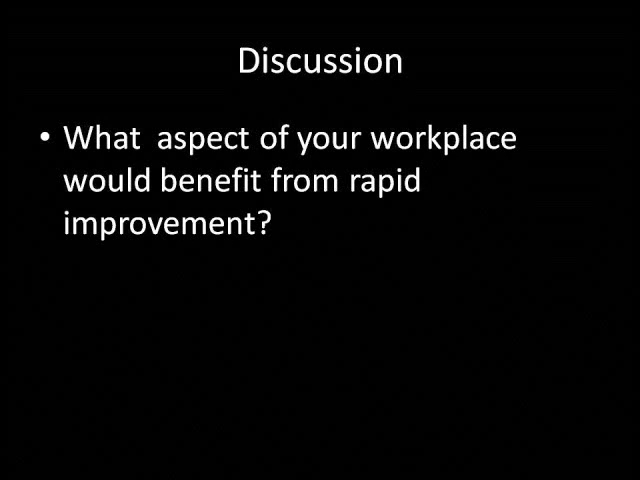 Discussion
• What  aspect of your workplace
would benefit from rapid
improvement?